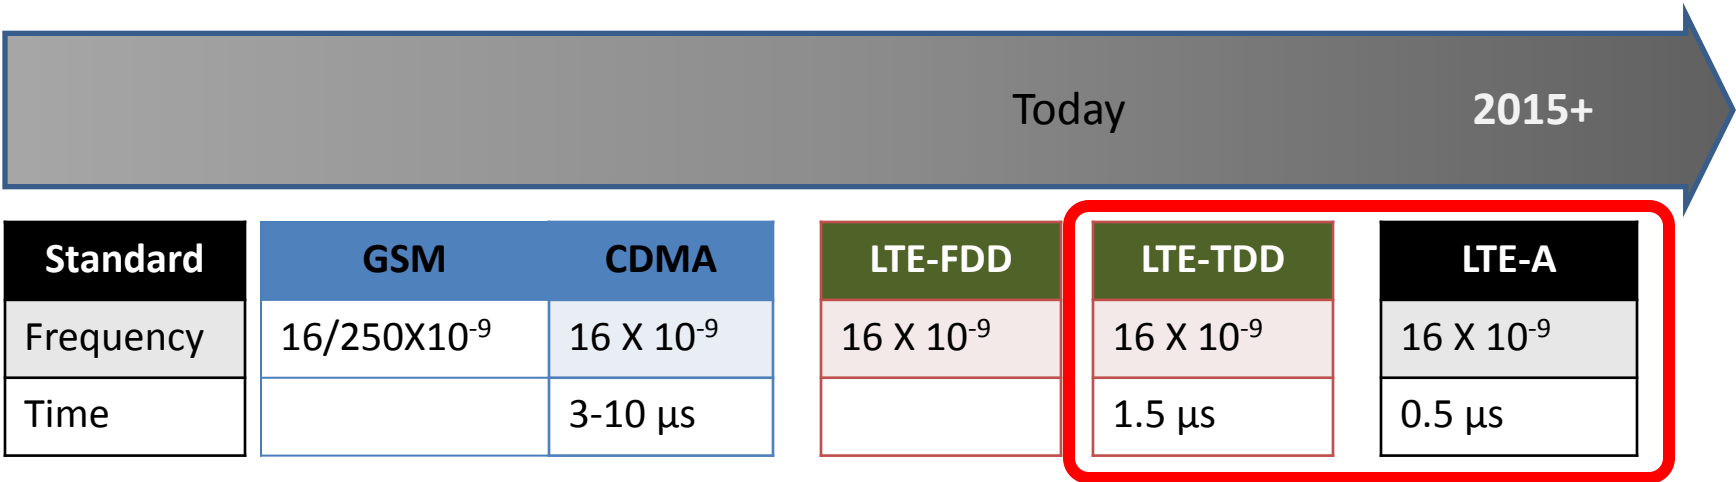 Today 2015+
Standard GSM CDMA LTE-FDD LTE-TDD LTE-A
Frequency 16/250X10⁻⁹ 16 X 10⁻⁹ 16 X 10⁻⁹ 16 X 10⁻⁹ 16 X 10⁻⁹
Time 3-10 µs 1.5 µs 0.5 µs